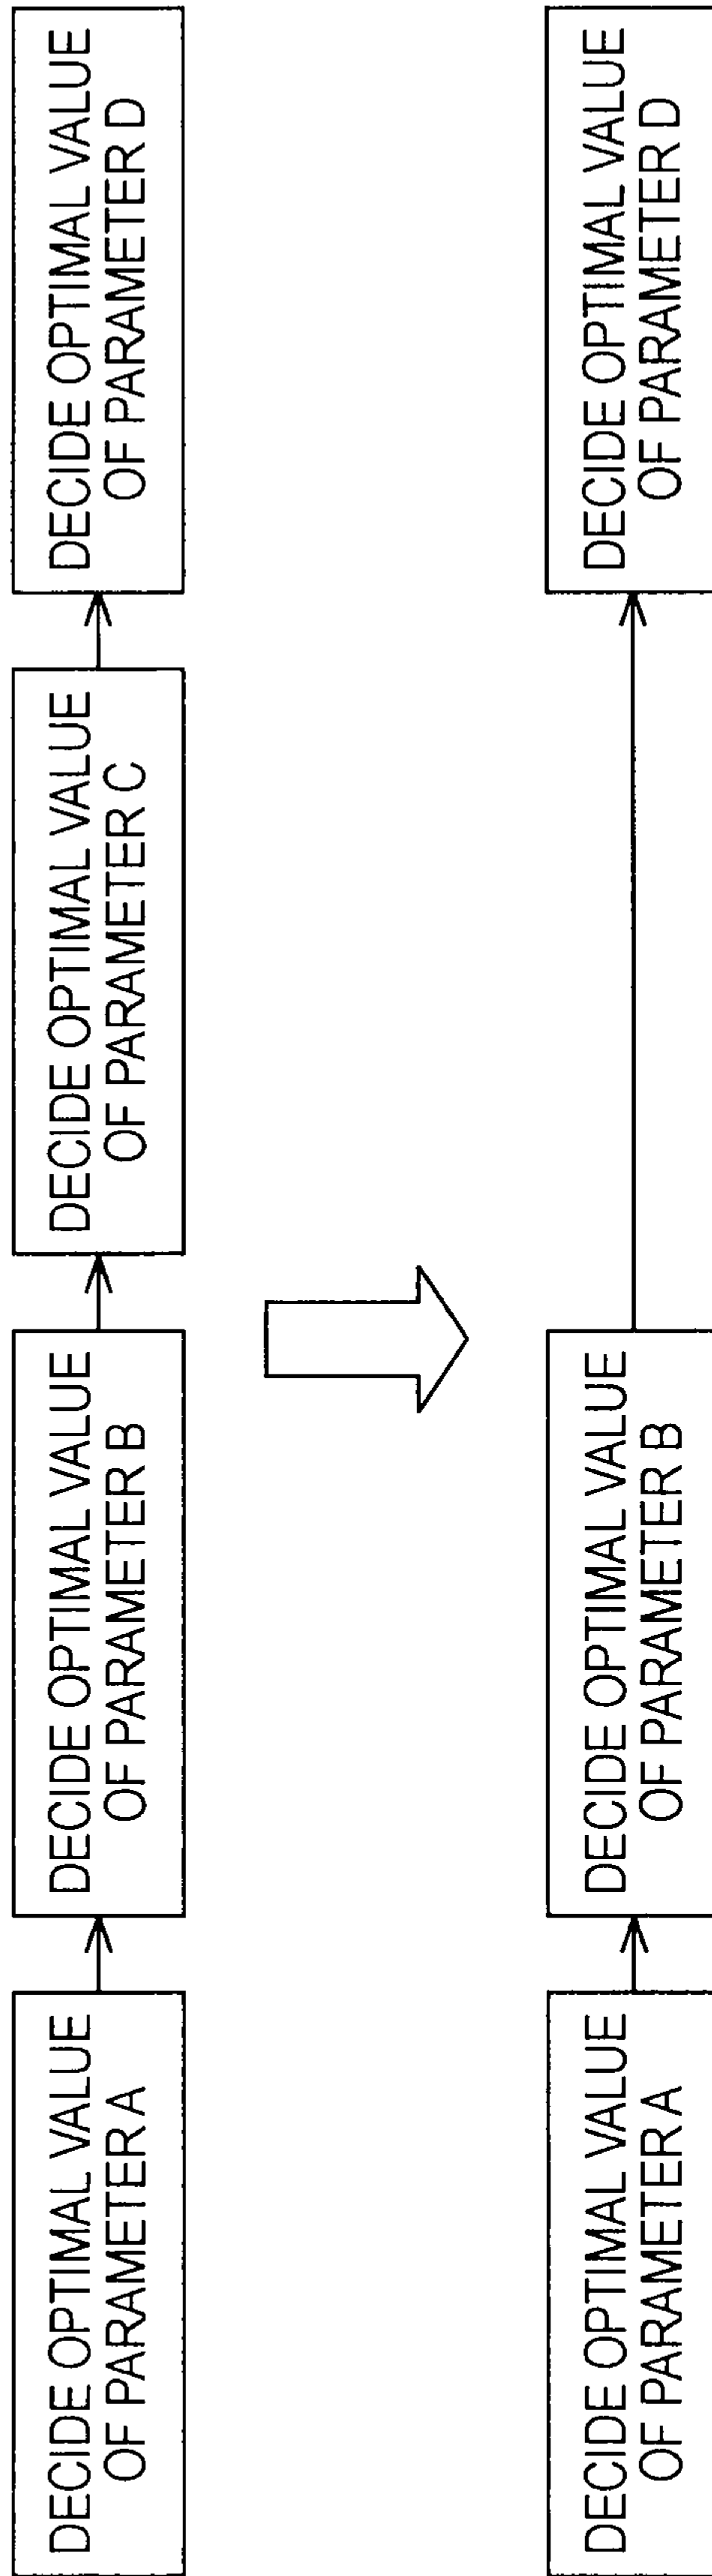 DECIDE OPTIMAL VALUE
OF PARAMETER A
DECIDE OPTIMAL VALUE
OF PARAMETER B
DECIDE OPTIMAL VALUE
OF PARAMETER C
DECIDE OPTIMAL VALUE
OF PARAMETER D
DECIDE OPTIMAL VALUE
OF PARAMETER A
DECIDE OPTIMAL VALUE
OF PARAMETER B
DECIDE OPTIMAL VALUE
OF PARAMETER D